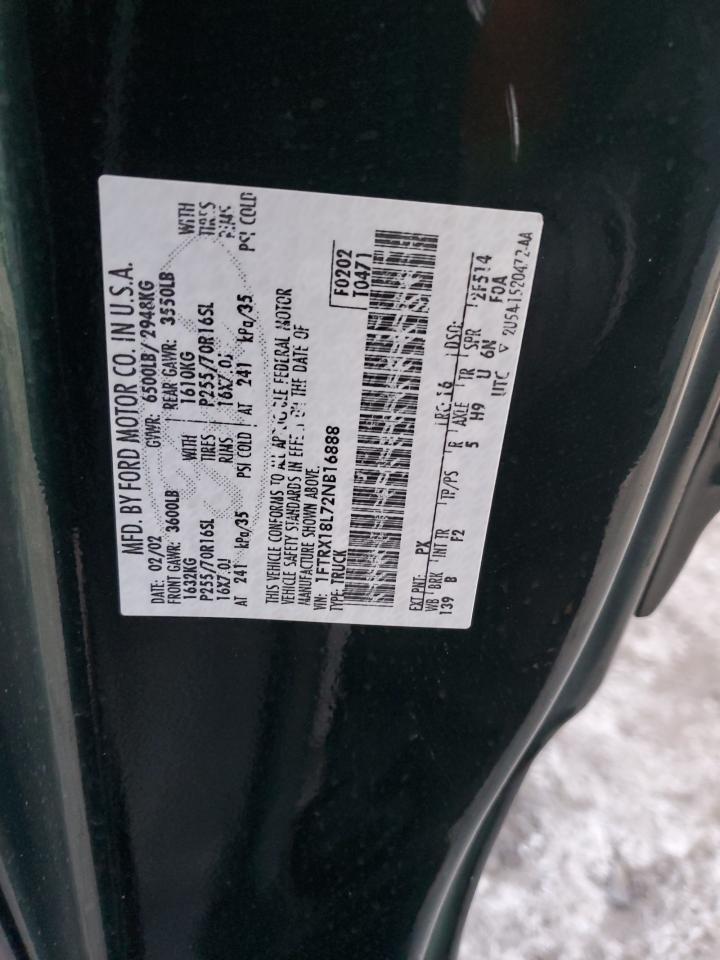 MFD. BY FORD MOTOR CO. IN U.S.A.
DATE: 02/02 GVWR: 6500LB/ 2948KG
FRONT GAWR: 3600LB REAR GAWR: 3550LB
1632KG WITH 1610KG WITH
P255/70R16SL TIRES P255/70R16SL TIRES
16X7.0J RIMS 16X7.0J RIMS
AT 241 kPa/35 PSI COLD AT 241 kPa/35 PSI COLD
THIS VEHICLE CONFORMS TO ALL APPLICABLE FEDERAL MOTOR
VEHICLE SAFETY STANDARDS IN EFFECT ON THE DATE OF
MANUFACTURE SHOWN ABOVE.
VIN: 1FTRX18L72NB16888
TYPE: TRUCK
F0202
T0471
EXT PNT: PX RC: 16 DSO:
WB BRK INT TR TP/PS R AXLE TR SPR 2F514
139 B F2 5 H9 U 6N F0A
UTC ▽ 2U54-1520472-AA